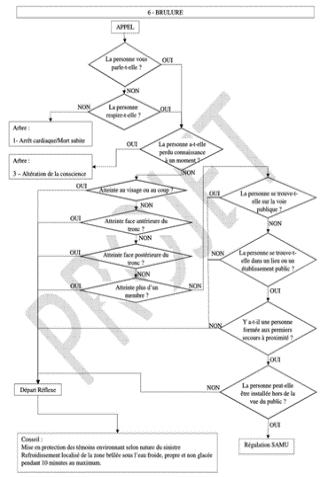 6 - BRULURE
APPEL
La personne vous
parle-t-elle ?
OUI
NON
La personne
respire-t-elle ?
NON
OUI
Arbre :
1- Arrêt cardiaque/Mort subite
La personne a-t-elle
perdu connaissance
à un moment ?
OUI
Arbre :
3 – Altération de la conscience
NON
OUI
Atteinte au visage ou au coup ?
NON
OUI
La personne se trouve-t-
elle sur la voie
publique ?
NON
OUI
Atteinte face antérieure du
tronc ?
NON
OUI
Atteinte face postérieure du
tronc ?
NON
La personne se trouve-t-elle
dans un lieu ou un
établissement public ?
NON
OUI
OUI
Atteinte plus d'un
membre ?
NON
Y a-t-il une personne
formée aux premiers
secours à proximité ?
NON
OUI
La personne peut-elle
être installée hors de la
vue du public ?
NON
OUI
Départ Réflexe
Régulation SAMU
Conseil :
Mise en protection des témoins environnant selon nature du sinistre
Refroidissement localisé de la zone brûlée sous l'eau froide, propre et non glacée
pendant 10 minutes au maximum.
PROJET